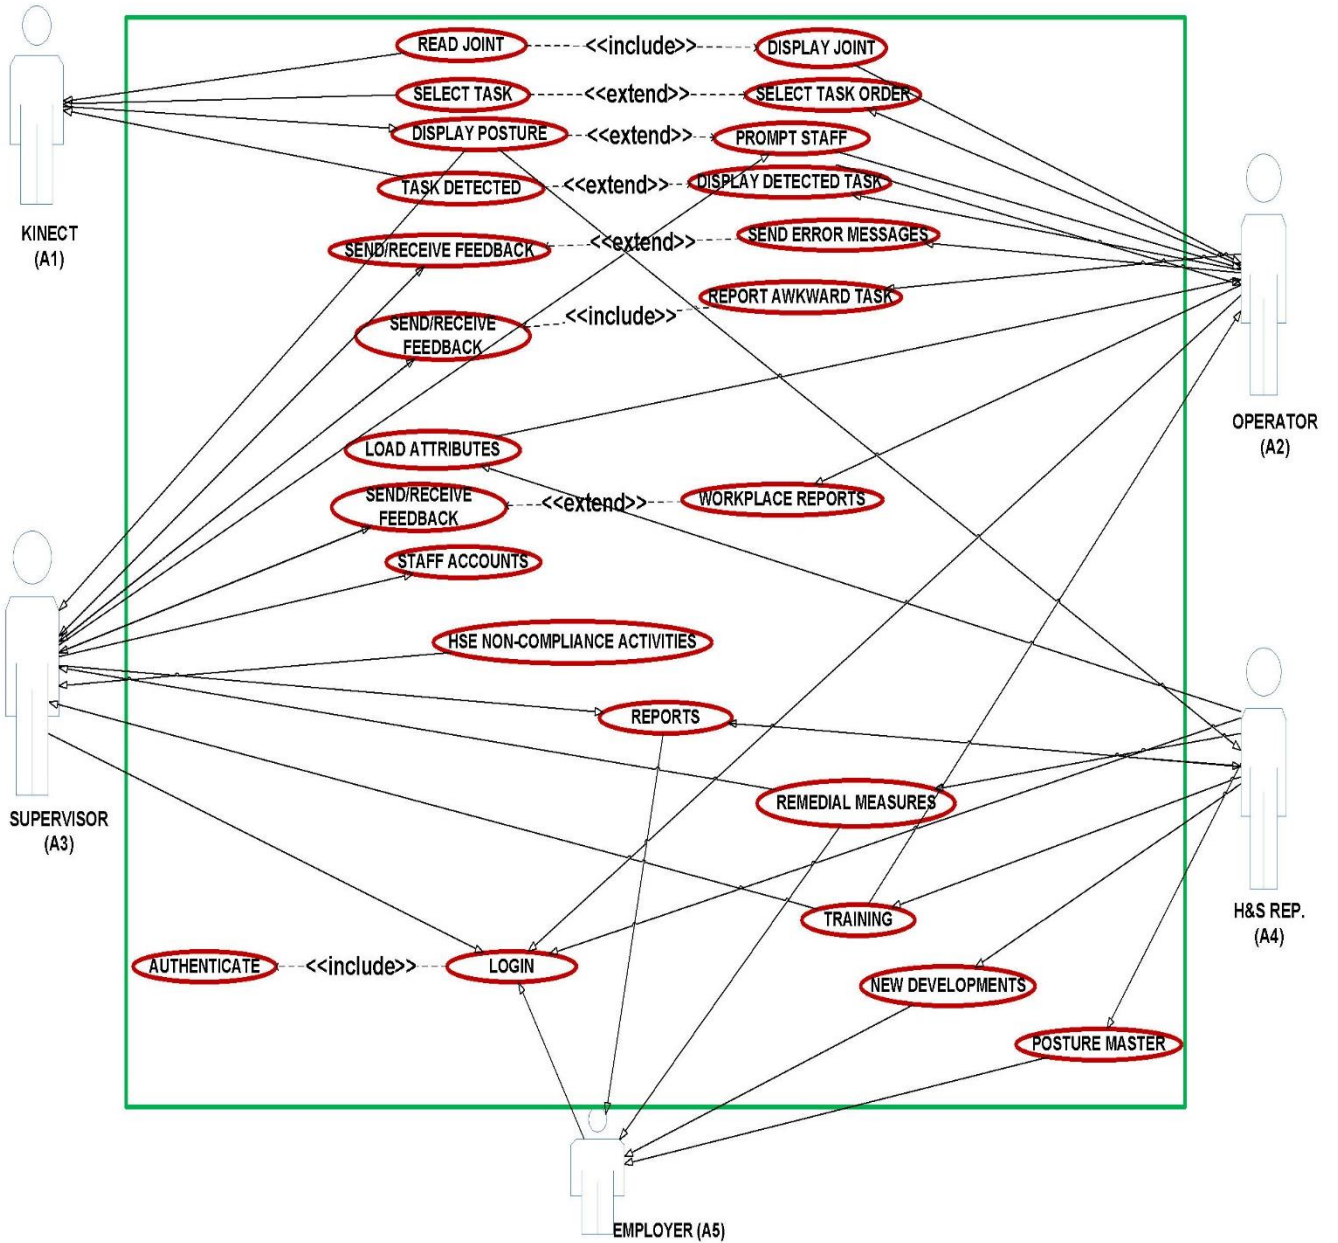 READ JOINT <<include>> DISPLAY JOINT
SELECT TASK <<extend>> SELECT TASK ORDER
DISPLAY POSTURE <<extend>> PROMPT STAFF
TASK DETECTED <<extend>> DISPLAY DETECTED TASK
KINECT
(A1)
SEND/RECEIVE FEEDBACK <<extend>> SEND ERROR MESSAGES
REPORT AWKWARD TASK
<<include>>
SEND/RECEIVE
FEEDBACK
OPERATOR
(A2)
LOAD ATTRIBUTES
SEND/RECEIVE
FEEDBACK
<<extend>> WORKPLACE REPORTS
STAFF ACCOUNTS
HSE NON-COMPLIANCE ACTIVITIES
REPORTS
REMEDIAL MEASURES
SUPERVISOR
(A3)
TRAINING
H&S REP.
(A4)
AUTHENTICATE <<include>> LOGIN
NEW DEVELOPMENTS
POSTURE MASTER
EMPLOYER (A5)